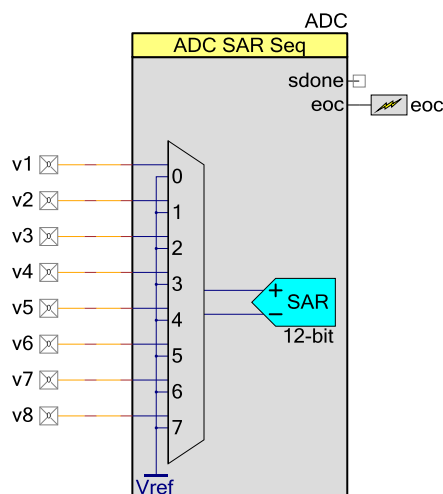 ADC
ADC SAR Seq
sdone
eoc eoc
v1
0
v2
1
v3
2
v4
3
v5
4
v6
5
v7
6
v8
7
+ SAR
−
12-bit
Vref